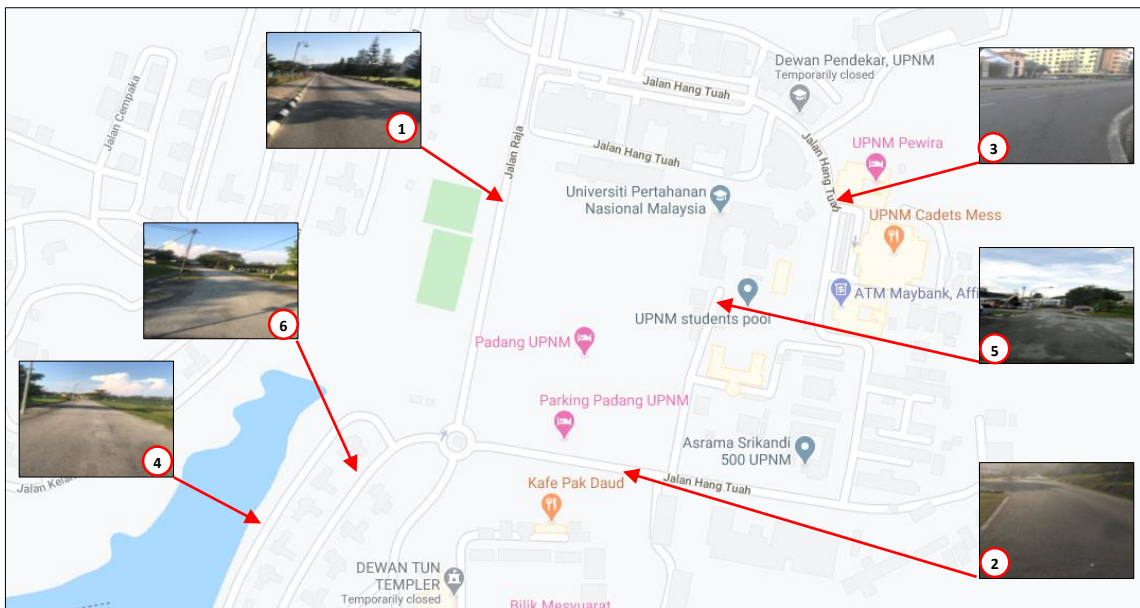 Jalan Cempaka
1
Jalan Raja
Jalan Hang Tuah
Jalan Hang Tuah
Dewan Pendekar, UPNM
Temporarily closed
Jalan Hang Tuah
3
UPNM Pewira
Universiti Pertahanan
Nasional Malaysia
UPNM Cadets Mess
6
UPNM students pool
ATM Maybank, Affi
5
Padang UPNM
Parking Padang UPNM
4
Asrama Srikandi
500 UPNM
Kafe Pak Daud
Jalan Hang Tuah
2
DEWAN TUN
TEMPLER
Temporarily closed
Bilik Mesyuarat